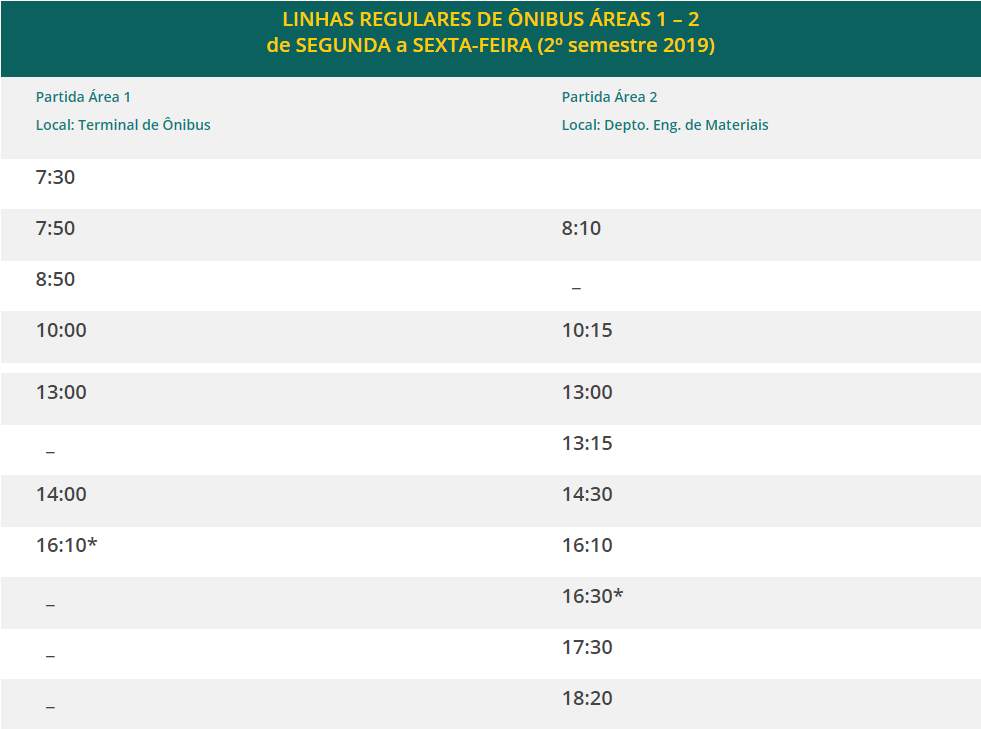 LINHAS REGULARES DE ÔNIBUS ÁREAS 1 – 2
de SEGUNDA a SEXTA-FEIRA (2º semestre 2019)
Partida Área 1 Partida Área 2
Local: Terminal de Ônibus Local: Depto. Eng. de Materiais
7:30
7:50 8:10
8:50 _
10:00 10:15
13:00 13:00
_ 13:15
14:00 14:30
16:10* 16:10
_ 16:30*
_ 17:30
_ 18:20